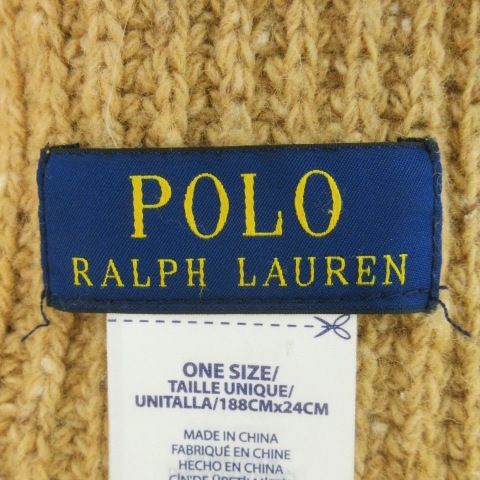 POLO
RALPH LAUREN
ONE SIZE/
TAILLE UNIQUE/
UNITALLA/188CMx24CM
MADE IN CHINA
FABRIQUÉ EN CHINE
HECHO EN CHINA